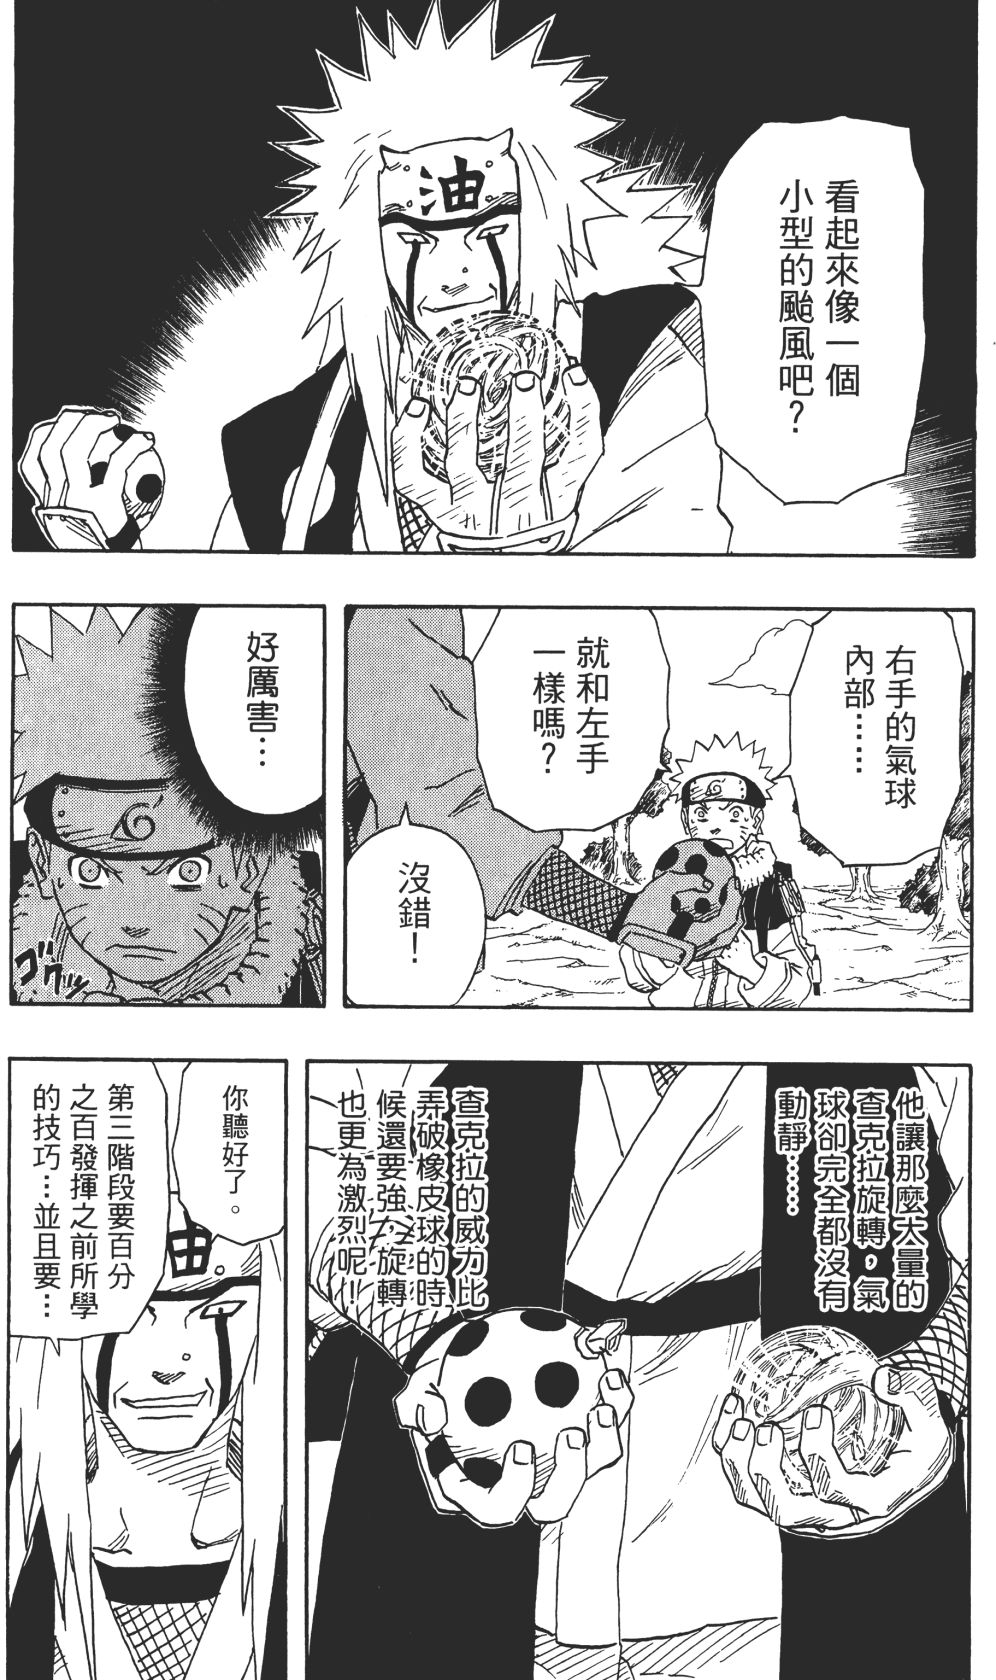 看起來像一個
小型的颱風吧？
油
右手的氣球
內部……
就和左手
一樣嗎？
沒錯！
好厲害…
ゴクッ
他讓那麼大量的
查克拉旋轉，氣
球卻完全都沒有
動靜……
查克拉的威力比
弄破橡皮球的時
候還要強，旋轉
也更為激烈呢！！
你聽好了。
第三階段要百分
之百發揮之前所學
的技巧…並且要…
油